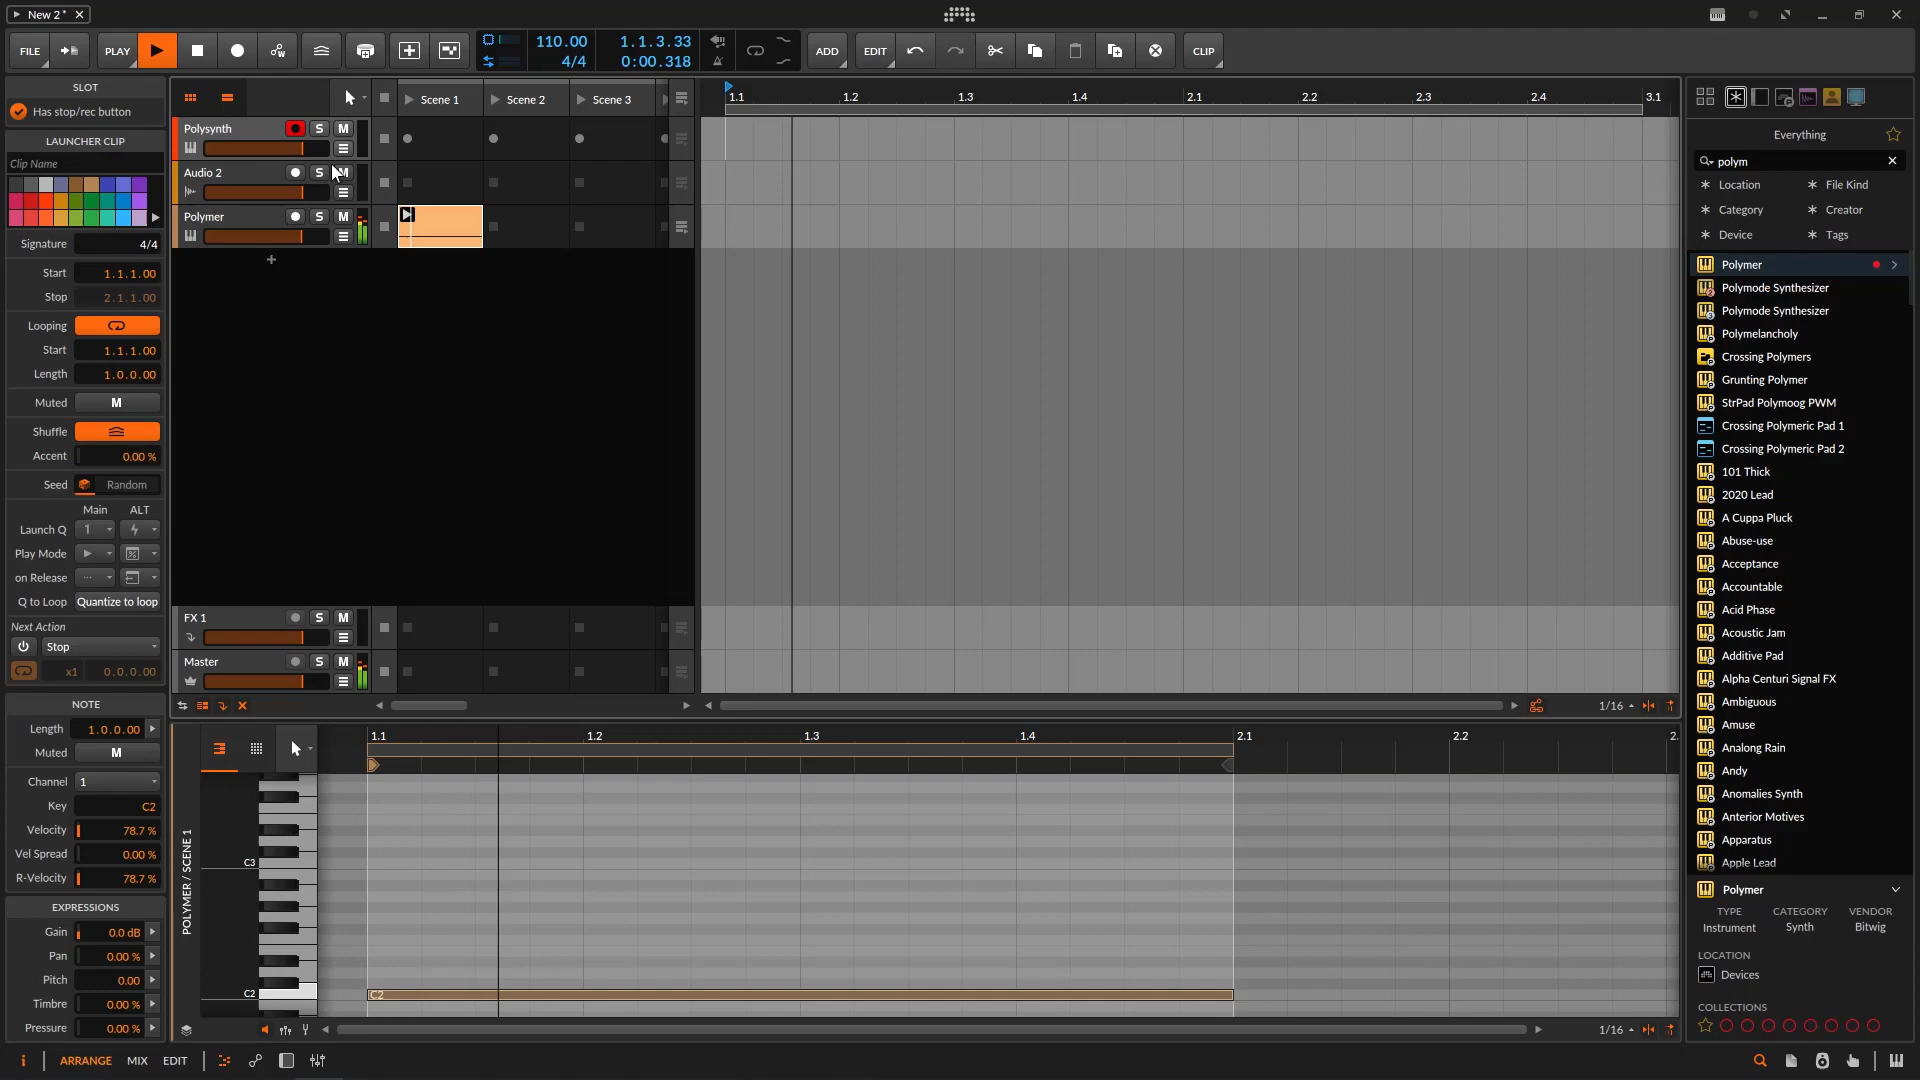 New 2*
FILE
PLAY
110.00
4/4
1.1.3.33
0:00.318
ADD
EDIT
CLIP
SLOT
Has stop/rec button
LAUNCHER CLIP
Clip Name
Signature 4/4
Start 1.1.1.00
Stop 2.1.1.00
Looping
Start 1.1.1.00
Length 1.0.0.00
Muted M
Shuffle
Accent 0.00 %
Seed Random
Main ALT
Launch Q 1
Play Mode
on Release ...
Q to Loop Quantize to loop
Next Action
Stop
x1 0.0.0.00
NOTE
Length 1.0.0.00
Muted M
Channel 1
Key C2
Velocity 78.7 %
Vel Spread 0.00 %
R-Velocity 78.7 %
EXPRESSIONS
Gain 0.0 dB
Pan 0.00 %
Pitch 0.00
Timbre 0.00 %
Pressure 0.00 %
Scene 1 Scene 2 Scene 3
Polysynth S M
Audio 2 S M
Polymer S M
FX 1 S M
Master S M
1.1 1.2 1.3 1.4 2.1 2.2 2.3 2.4 3.1
1/16
1.1 1.2 1.3 1.4 2.1 2.2 2.
POLYMER / SCENE 1
C3
C2
C2
1/16
Everything
polym
Location File Kind
Category Creator
Device Tags
Polymer
Polymode Synthesizer
Polymode Synthesizer
Polymelancholy
Crossing Polymers
Grunting Polymer
StrPad Polymoog PWM
Crossing Polymeric Pad 1
Crossing Polymeric Pad 2
101 Thick
2020 Lead
A Cuppa Pluck
Abuse-use
Acceptance
Accountable
Acid Phase
Acoustic Jam
Additive Pad
Alpha Centuri Signal FX
Ambiguous
Amuse
Analong Rain
Andy
Anomalies Synth
Anterior Motives
Apparatus
Apple Lead
Polymer
TYPE CATEGORY VENDOR
Instrument Synth Bitwig
LOCATION
Devices
COLLECTIONS
i ARRANGE MIX EDIT